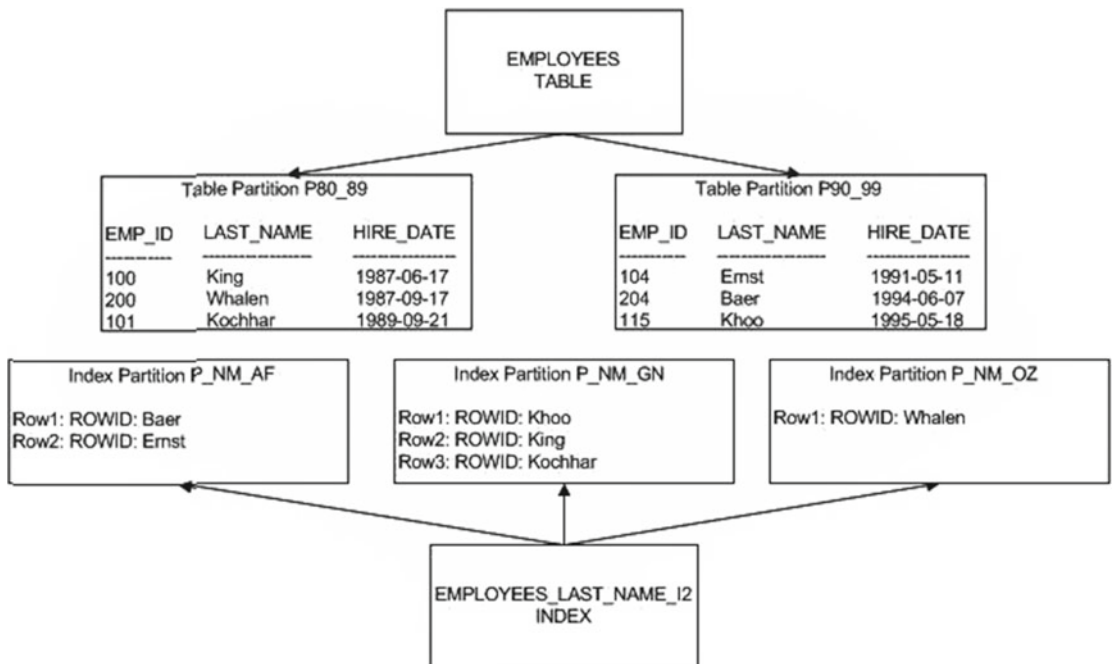 EMPLOYEES
TABLE
Table Partition P80_89
EMP_ID LAST_NAME HIRE_DATE
----------- ------------------ -----------------
100 King 1987-06-17
200 Whalen 1987-09-17
101 Kochhar 1989-09-21
Table Partition P90_99
EMP_ID LAST_NAME HIRE_DATE
----------- ------------------ -----------------
104 Ernst 1991-05-11
204 Baer 1994-06-07
115 Khoo 1995-05-18
Index Partition P_NM_AF
Row1: ROWID: Baer
Row2: ROWID: Ernst
Index Partition P_NM_GN
Row1: ROWID: Khoo
Row2: ROWID: King
Row3: ROWID: Kochhar
Index Partition P_NM_OZ
Row1: ROWID: Whalen
EMPLOYEES_LAST_NAME_I2
INDEX